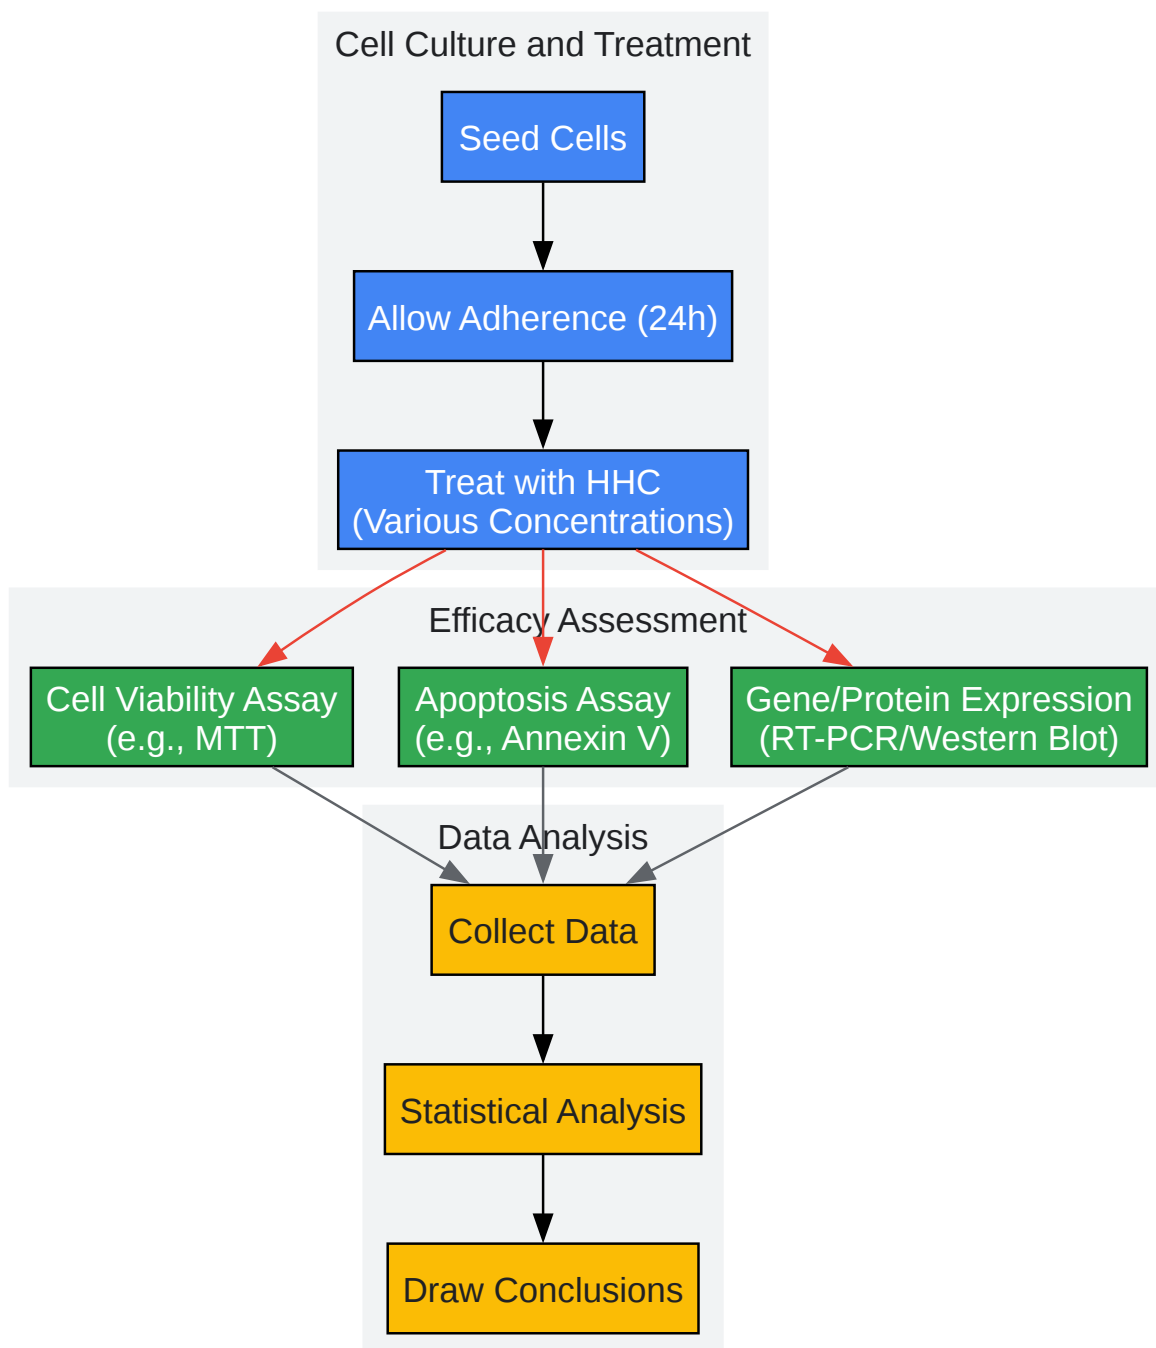 Cell Culture and Treatment
Seed Cells
Allow Adherence (24h)
Treat with HHC
(Various Concentrations)
Efficacy Assessment
Cell Viability Assay
(e.g., MTT)
Apoptosis Assay
(e.g., Annexin V)
Gene/Protein Expression
(RT-PCR/Western Blot)
Data Analysis
Collect Data
Statistical Analysis
Draw Conclusions